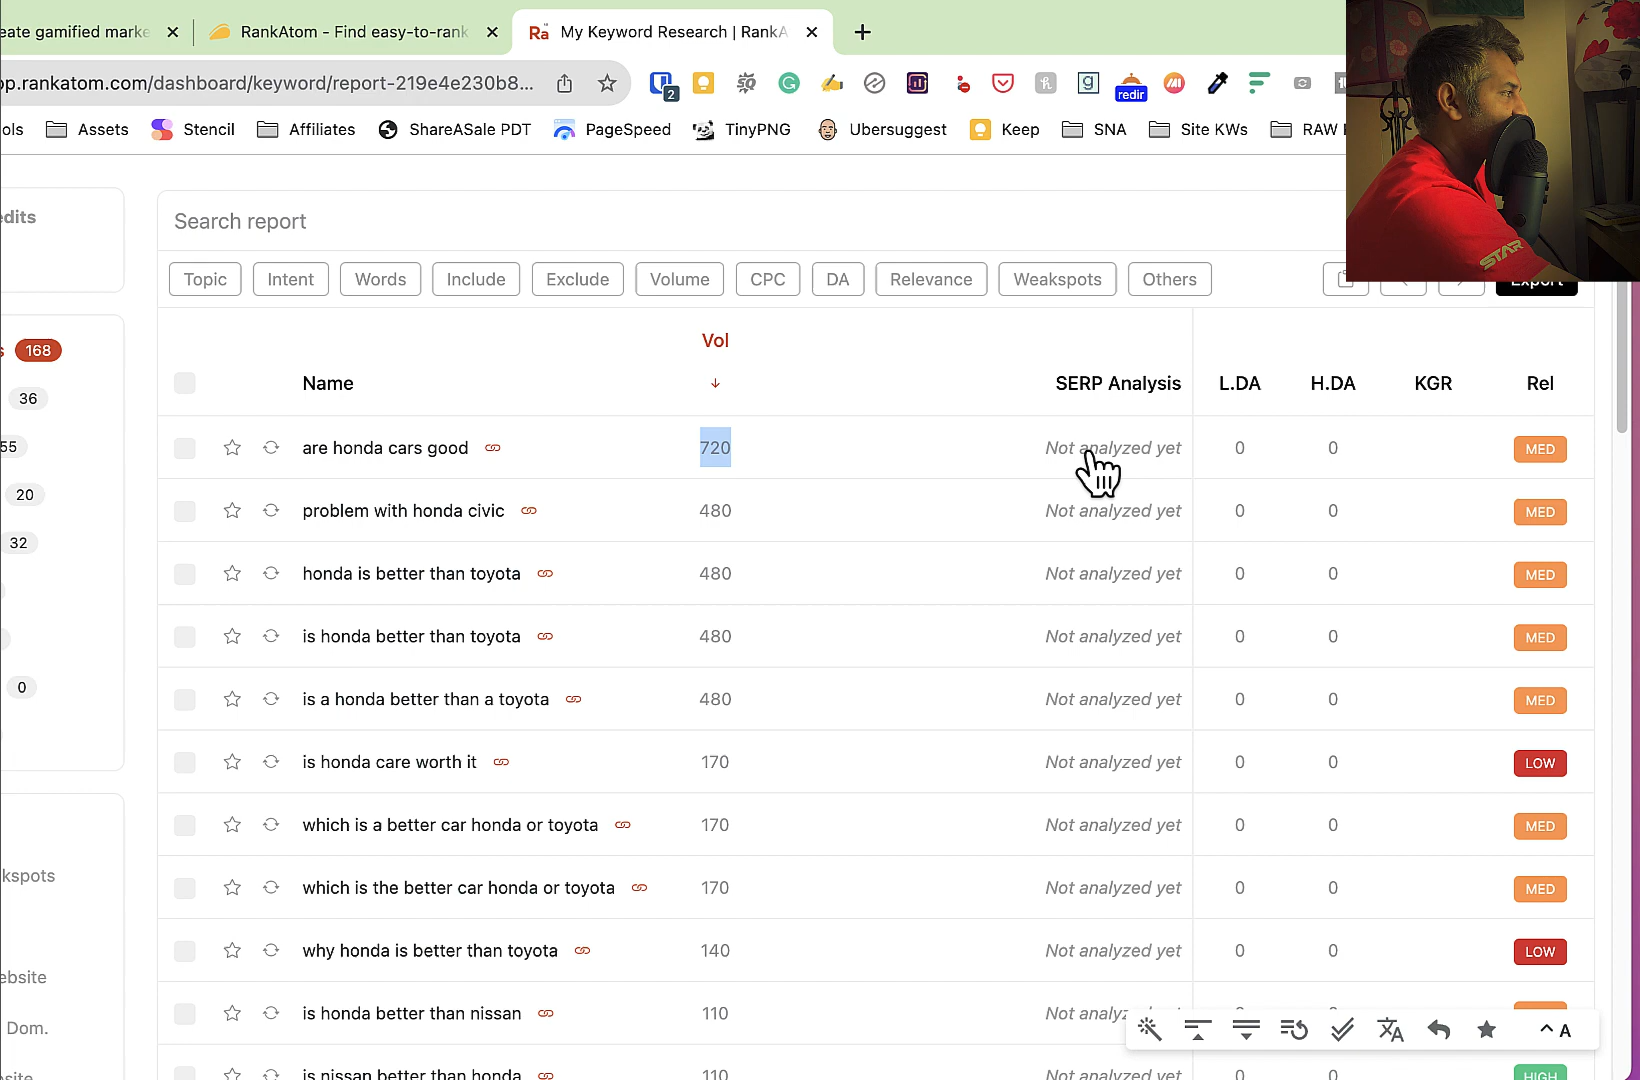 eate gamified marke
RankAtom - Find easy-to-rank
Ra
My Keyword Research | RankA
op.rankatom.com/dashboard/keyword/report-219e4e230b8...
2
redir
ols
Assets
Stencil
Affiliates
ShareASale PDT
PageSpeed
TinyPNG
Ubersuggest
Keep
SNA
Site KWs
RAW
STAR
edits
Search report
Topic
Intent
Words
Include
Exclude
Volume
CPC
DA
Relevance
Weakspots
Others
Export
s 168
36
55
20
32
0
kspots
ebsite
Dom.
Name Vol SERP Analysis L.DA H.DA KGR Rel
are honda cars good 720 Not analyzed yet 0 0 MED
problem with honda civic 480 Not analyzed yet 0 0 MED
honda is better than toyota 480 Not analyzed yet 0 0 MED
is honda better than toyota 480 Not analyzed yet 0 0 MED
is a honda better than a toyota 480 Not analyzed yet 0 0 MED
is honda care worth it 170 Not analyzed yet 0 0 LOW
which is a better car honda or toyota 170 Not analyzed yet 0 0 MED
which is the better car honda or toyota 170 Not analyzed yet 0 0 MED
why honda is better than toyota 140 Not analyzed yet 0 0 LOW
is honda better than nissan 110 Not analyz
is nissan better than honda 110 Not analyzed yet 0 0 HIGH
A